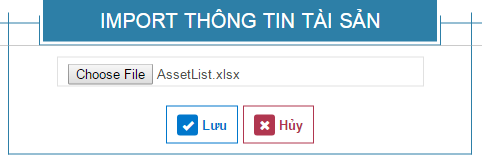 IMPORT THÔNG TIN TÀI SẢN
Choose File AssetList.xlsx
Lưu Hủy